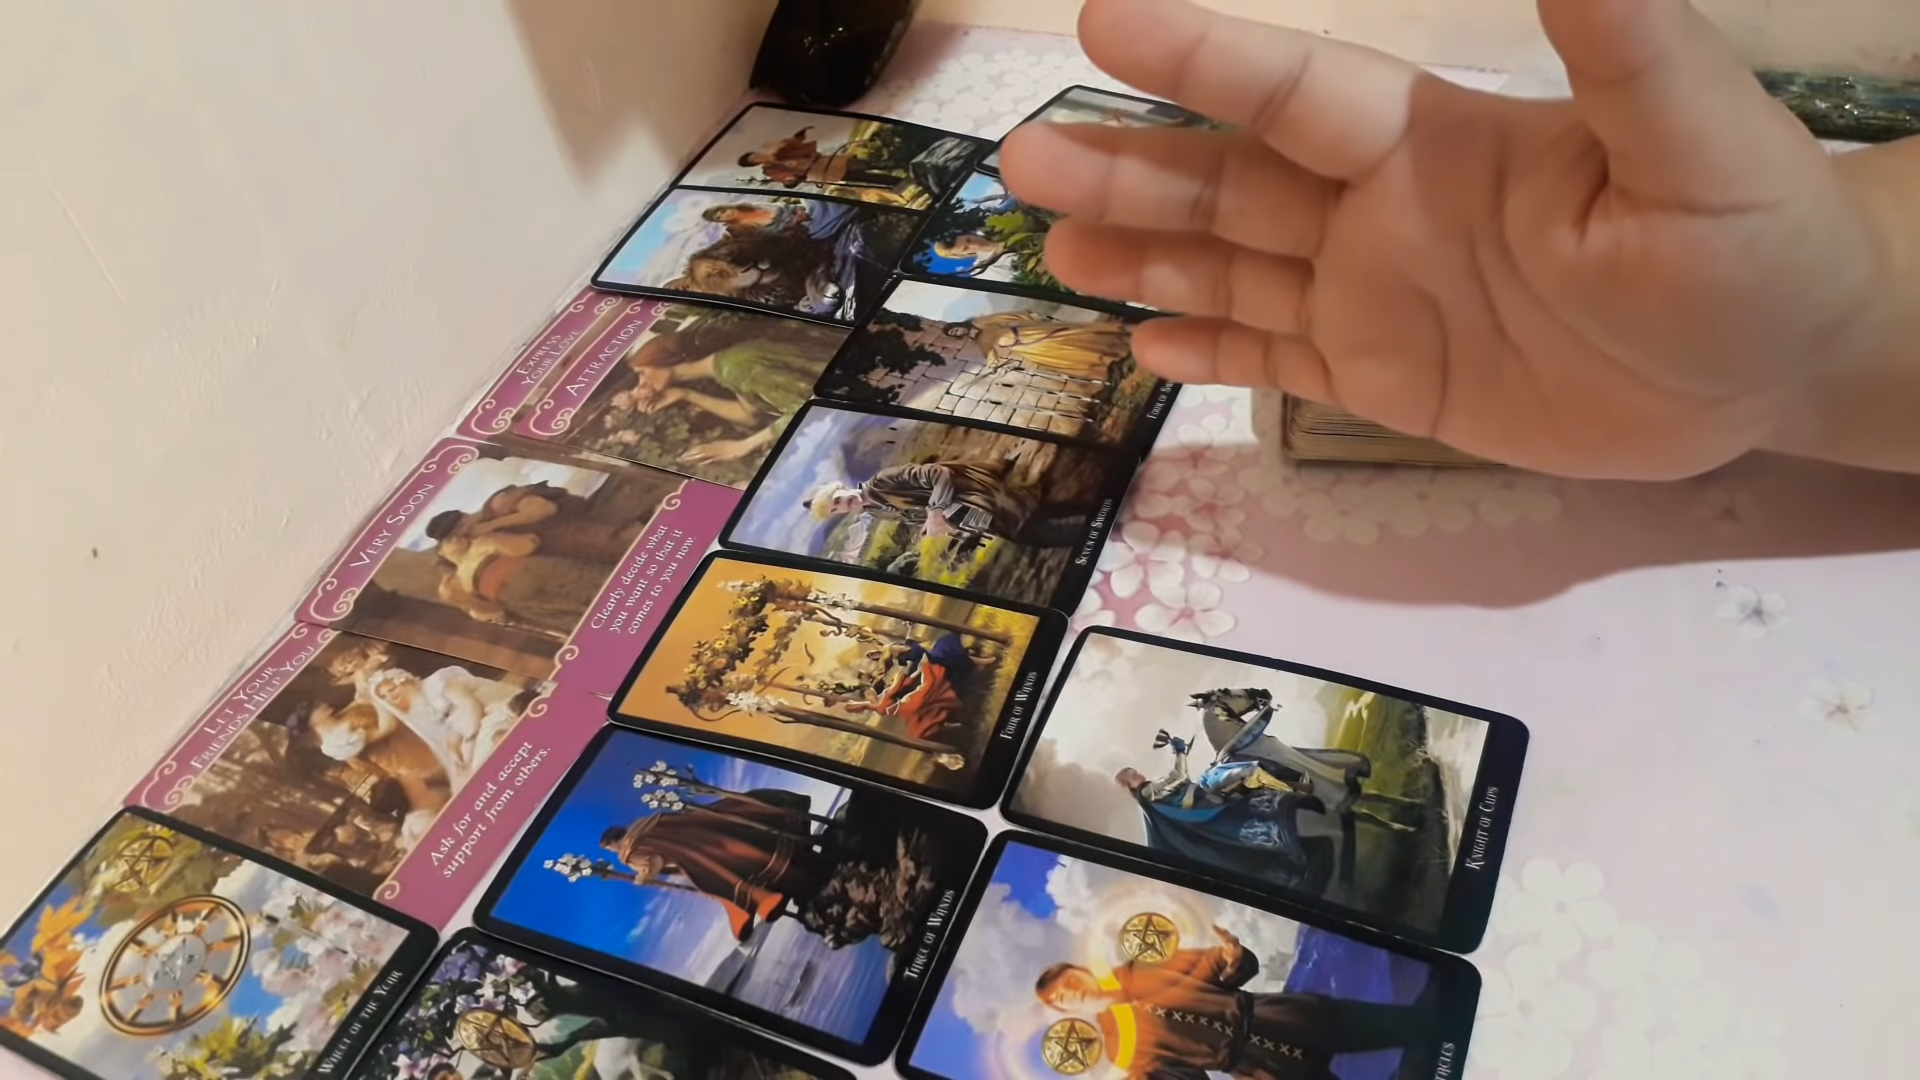 EXPRESS
YOUR LOVE
ATTRACTION
VERY SOON
Clearly decide what
you want so that it
comes to you now.
LET YOUR
FRIENDS HELP YOU
Ask for and accept
support from others.
FOUR OF
SEVEN OF SWORDS
FOUR OF WANDS
KNIGHT OF CUPS
THREE OF WANDS
WHEEL OF THE YEAR